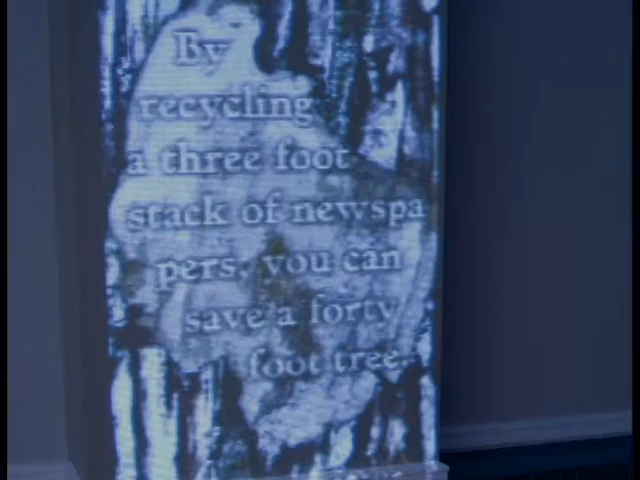 By
recycling
a three foot
stack of newspa
pers, you can
save a forty
foot tree.